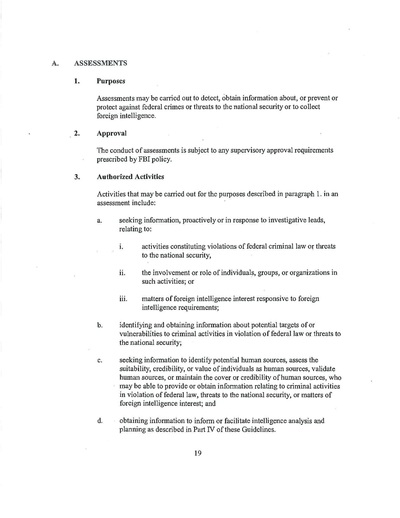 A. ASSESSMENTS
1. Purposes
Assessments may be carried out to detect, obtain information about, or prevent or
protect against federal crimes or threats to the national security or to collect
foreign intelligence.
2. Approval
The conduct of assessments is subject to any supervisory approval requirements
prescribed by FBI policy.
3. Authorized Activities
Activities that may be carried out for the purposes described in paragraph 1. in an
assessment include:
a. seeking information, proactively or in response to investigative leads,
relating to:
i. activities constituting violations of federal criminal law or threats
to the national security,
ii. the involvement or role of individuals, groups, or organizations in
such activities; or
iii. matters of foreign intelligence interest responsive to foreign
intelligence requirements;
b. identifying and obtaining information about potential targets of or
vulnerabilities to criminal activities in violation of federal law or threats to
the national security;
c. seeking information to identify potential human sources, assess the
suitability, credibility, or value of individuals as human sources, validate
human sources, or maintain the cover or credibility of human sources, who
may be able to provide or obtain information relating to criminal activities
in violation of federal law, threats to the national security, or matters of
foreign intelligence interest; and
d. obtaining information to inform or facilitate intelligence analysis and
planning as described in Part IV of these Guidelines.
19